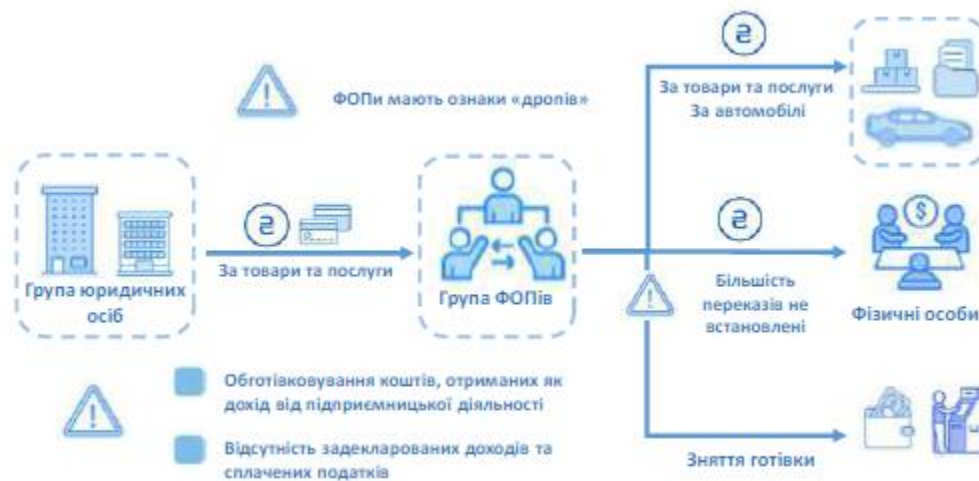 ФОПи мають ознаки «дропів»
₴
За товари та послуги
За автомобілі
₴
За товари та послуги
Група юридичних
осіб
Група ФОПів
₴
Більшість
переказів не
встановлені
$
Фізичні особи
Обготівковування коштів, отриманих як
дохід від підприємницької діяльності
Відсутність задекларованих доходів та
сплачених податків
Зняття готівки